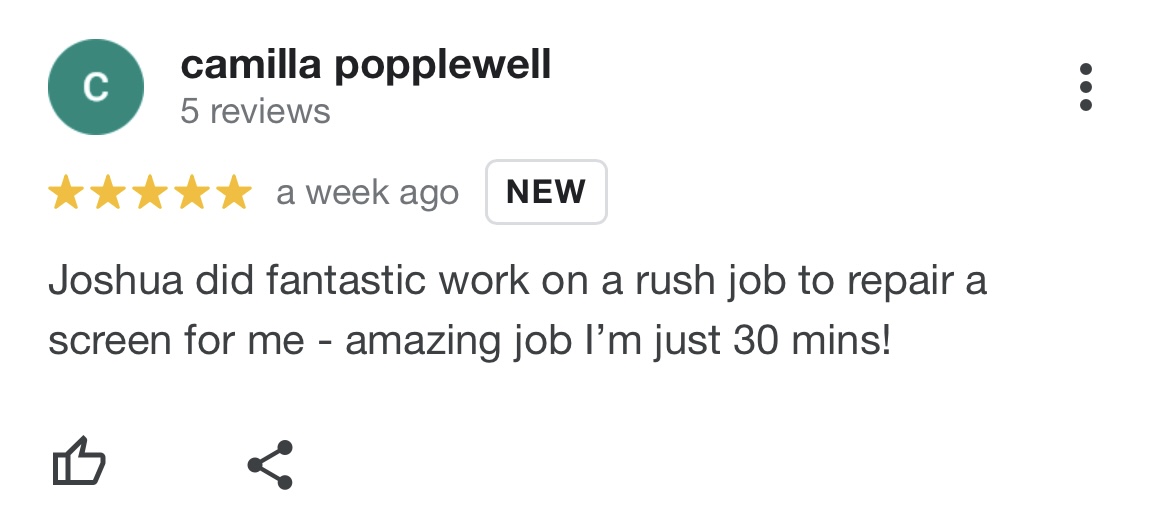 C
camilla popplewell
5 reviews
a week ago NEW
Joshua did fantastic work on a rush job to repair a
screen for me - amazing job I’m just 30 mins!